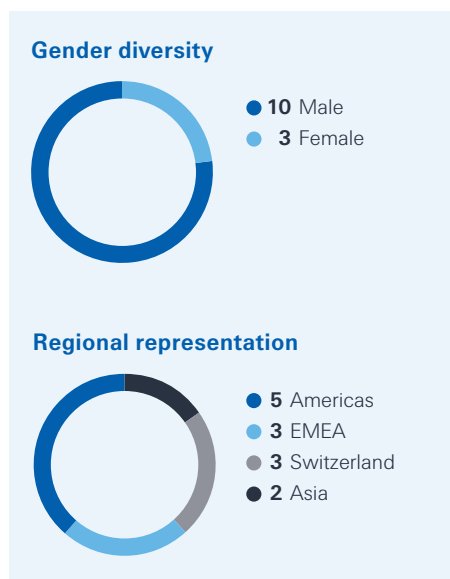 Gender diversity
10 Male
3 Female
Regional representation
5 Americas
3 EMEA
3 Switzerland
2 Asia